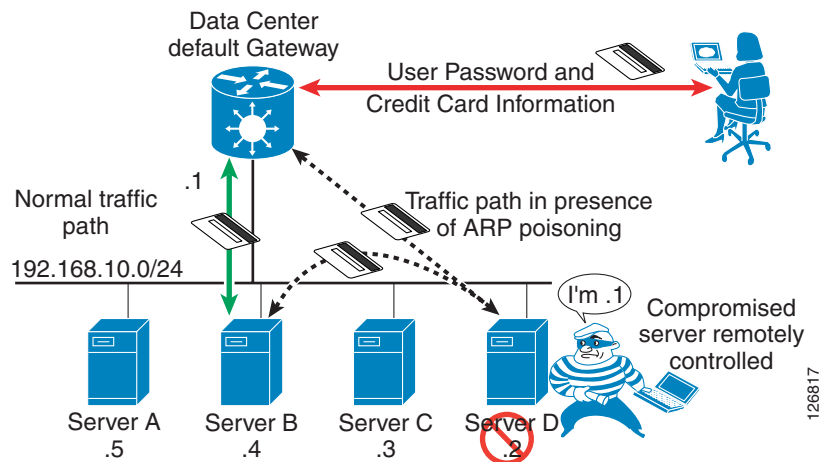 Data Center
default Gateway
User Password and
Credit Card Information
.1
Normal traffic
path
Traffic path in presence
of ARP poisoning
192.168.10.0/24
I'm .1
Compromised
server remotely
controlled
Server A
.5
Server B
.4
Server C
.3
Server D
.2
126817